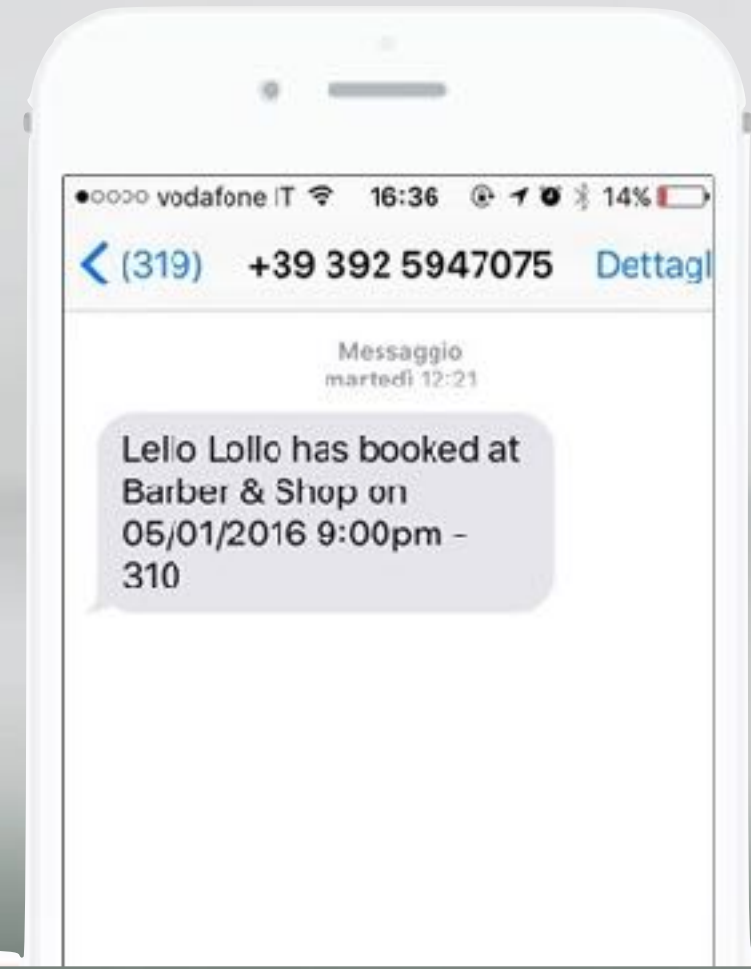 vodafone IT 16:36 14%
(319) +39 392 5947075 Dettagl
Messaggio
martedì 12:21
Lello Lollo has booked at
Barber & Shop on
05/01/2016 9:00pm -
310